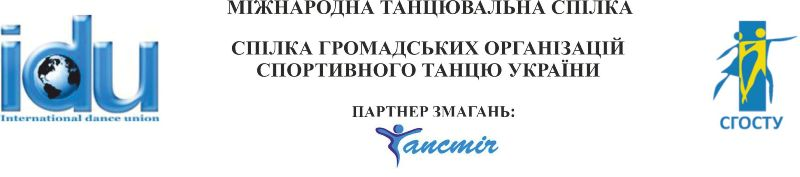 МІЖНАРОДНА ТАНЦЮВАЛЬНА СПІЛКА
idu
International dance union
СПІЛКА ГРОМАДСЬКИХ ОРГАНІЗАЦІЙ
СПОРТИВНОГО ТАНЦЮ УКРАЇНИ
ПАРТНЕР ЗМАГАНЬ:
Tancmir
СГОСТУ